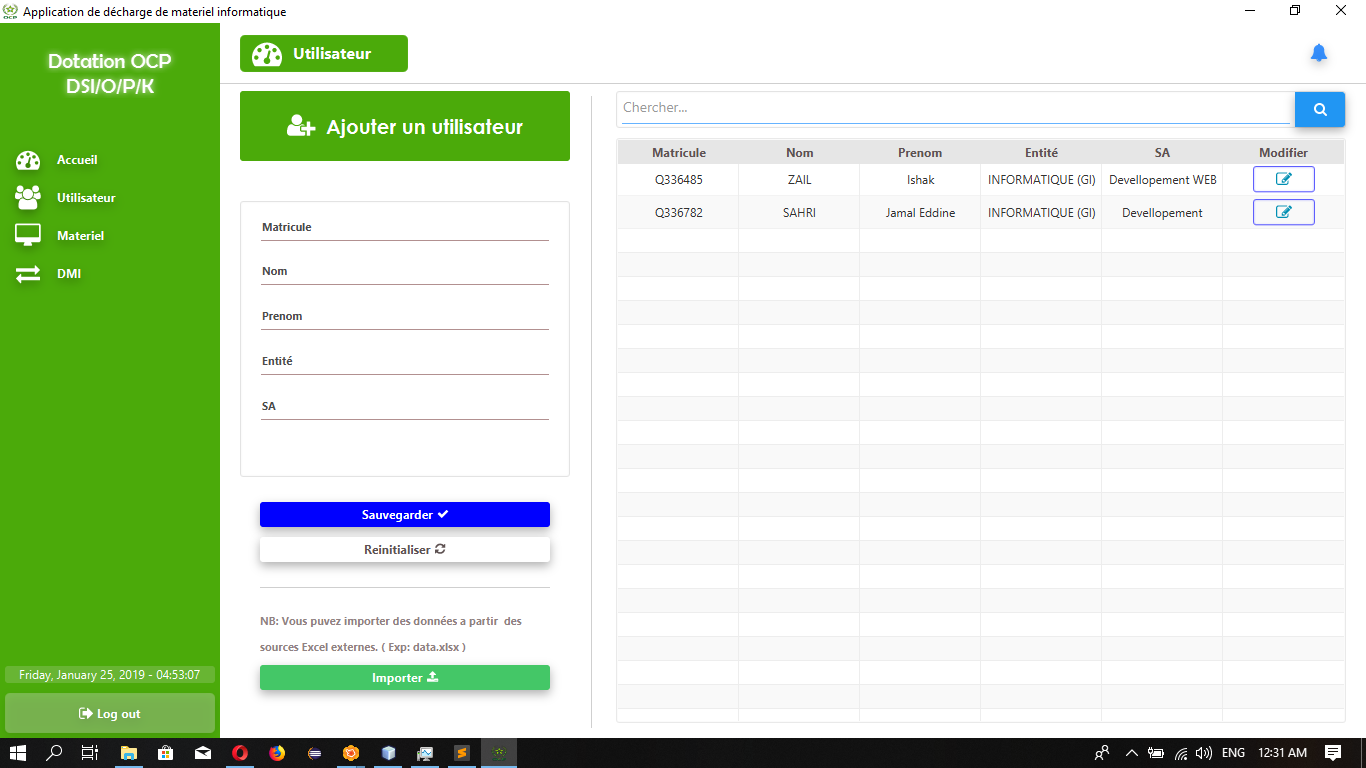 Application de décharge de materiel informatique
Dotation OCP
DSI/O/P/K
Accueil
Utilisateur
Materiel
DMI
Friday, January 25, 2019 - 04:53:07
Log out
Utilisateur
Ajouter un utilisateur
Matricule
Nom
Prenom
Entité
SA
Sauvegarder
Reinitialiser
NB: Vous puvez importer des données a partir des
sources Excel externes. ( Exp: data.xlsx )
Importer
Chercher...
Matricule Nom Prenom Entité SA Modifier
Q336485 ZAIL Ishak INFORMATIQUE (GI) Devellopement WEB
Q336782 SAHRI Jamal Eddine INFORMATIQUE (GI) Devellopement
ENG 12:31 AM